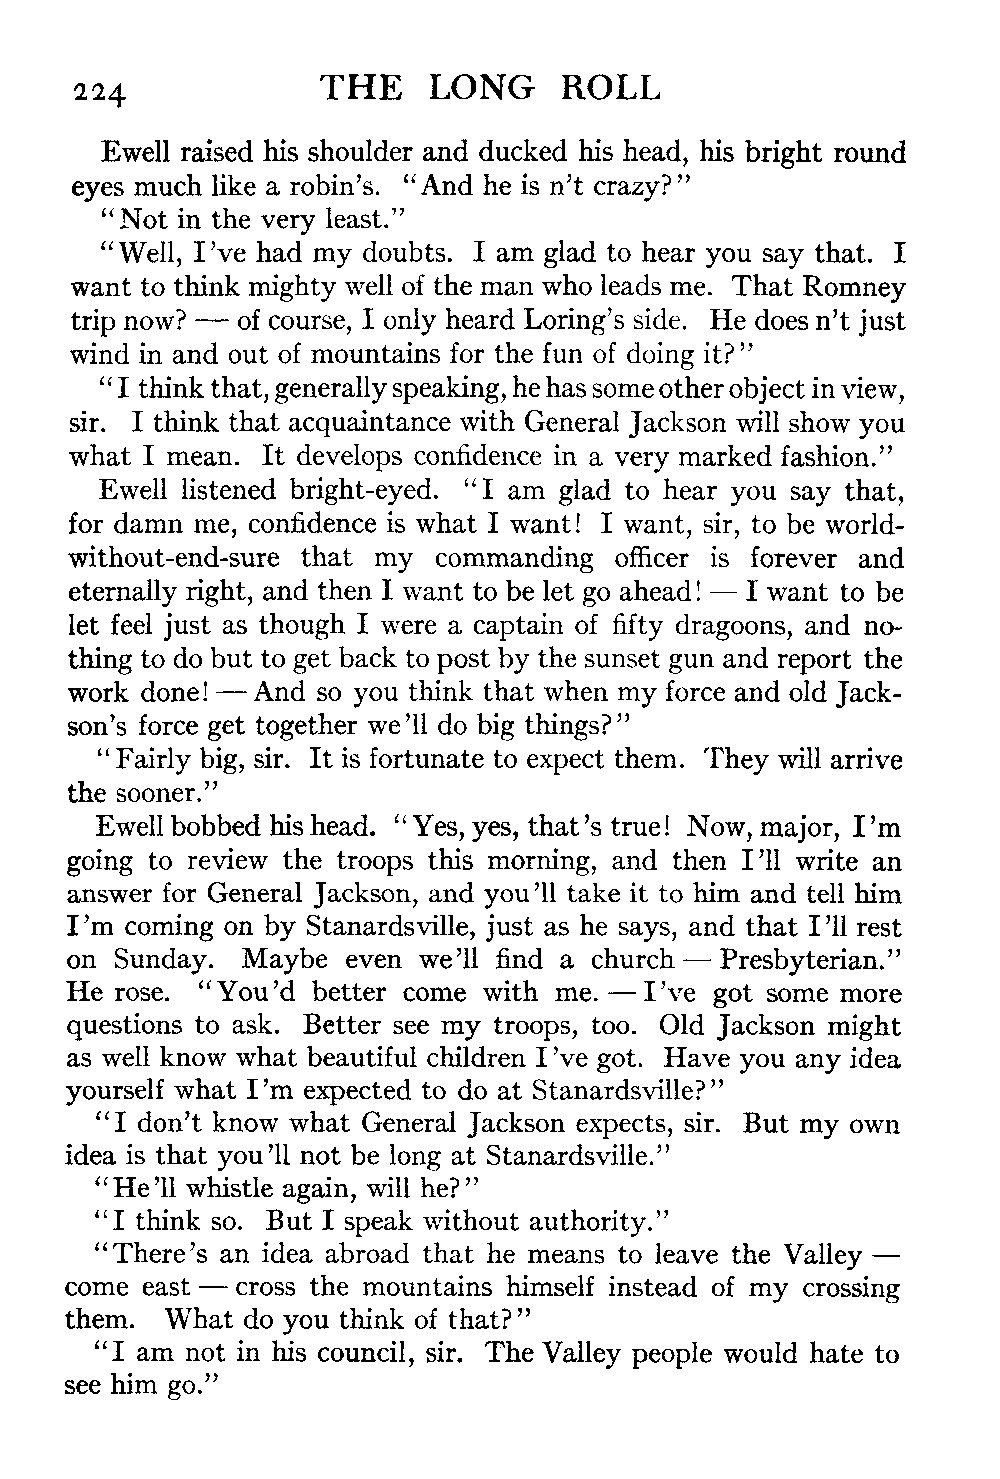 224 THE LONG ROLL
Ewell raised his shoulder and ducked his head, his bright round
eyes much like a robin's. "And he is n't crazy?"
"Not in the very least."
"Well, I've had my doubts. I am glad to hear you say that. I
want to think mighty well of the man who leads me. That Romney
trip now? — of course, I only heard Loring's side. He does n't just
wind in and out of mountains for the fun of doing it?"
"I think that, generally speaking, he has some other object in view,
sir. I think that acquaintance with General Jackson will show you
what I mean. It develops confidence in a very marked fashion."
Ewell listened bright-eyed. "I am glad to hear you say that,
for damn me, confidence is what I want! I want, sir, to be world-
without-end-sure that my commanding officer is forever and
eternally right, and then I want to be let go ahead! — I want to be
let feel just as though I were a captain of fifty dragoons, and no-
thing to do but to get back to post by the sunset gun and report the
work done! — And so you think that when my force and old Jack-
son's force get together we'll do big things?"
"Fairly big, sir. It is fortunate to expect them. They will arrive
the sooner."
Ewell bobbed his head. "Yes, yes, that's true! Now, major, I'm
going to review the troops this morning, and then I'll write an
answer for General Jackson, and you'll take it to him and tell him
I'm coming on by Stanardsville, just as he says, and that I'll rest
on Sunday. Maybe even we'll find a church — Presbyterian."
He rose. "You'd better come with me. — I've got some more
questions to ask. Better see my troops, too. Old Jackson might
as well know what beautiful children I've got. Have you any idea
yourself what I'm expected to do at Stanardsville?"
"I don't know what General Jackson expects, sir. But my own
idea is that you'll not be long at Stanardsville."
"He'll whistle again, will he?"
"I think so. But I speak without authority."
"There's an idea abroad that he means to leave the Valley —
come east — cross the mountains himself instead of my crossing
them. What do you think of that?"
"I am not in his council, sir. The Valley people would hate to
see him go."